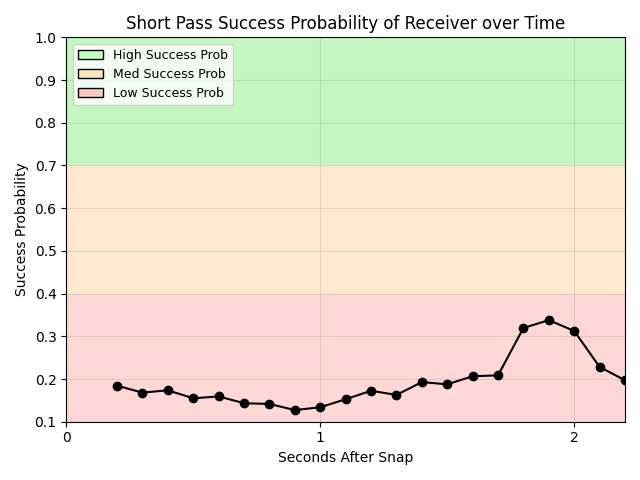 Short Pass Success Probability of Receiver over Time
1.0
High Success Prob
Med Success Prob
Low Success Prob
0.9
0.8
0.7
0.6
0.5
0.4
0.3
0.2
0.1
Success Probability
0 1 2
Seconds After Snap